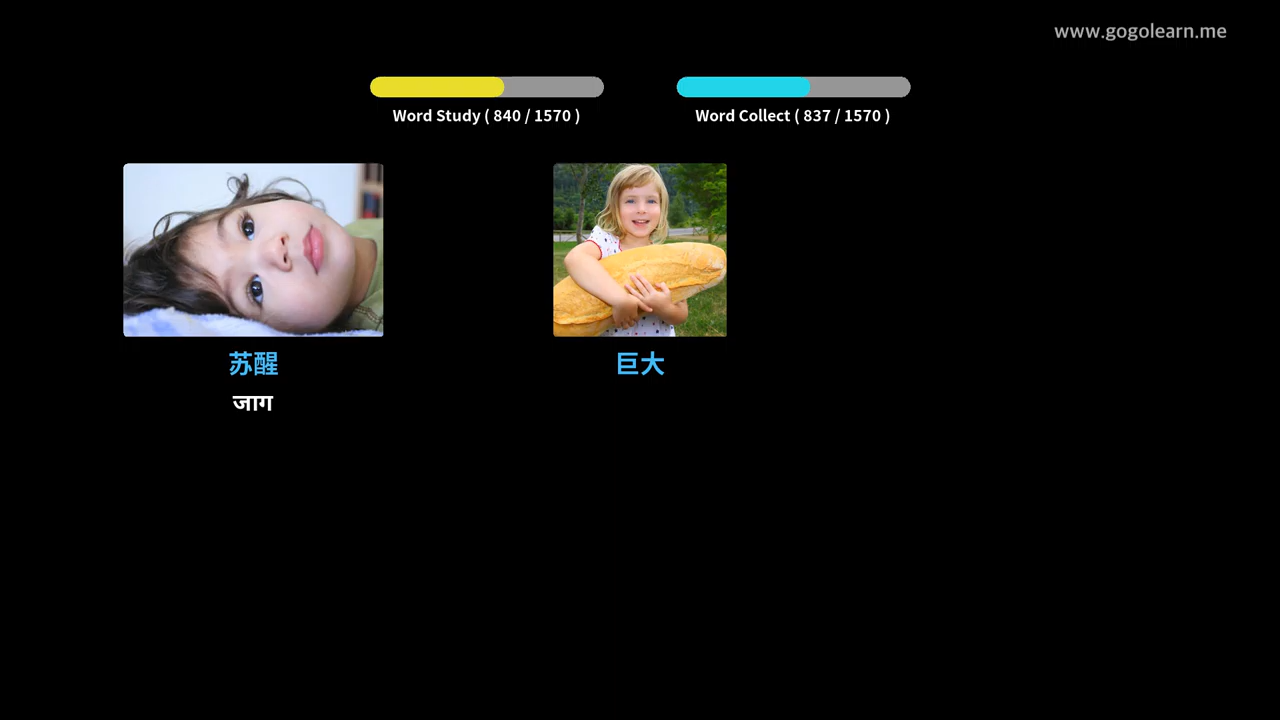 www.gogolearn.me
Word Study ( 840 / 1570 )
Word Collect ( 837 / 1570 )
苏醒
巨大
जाग